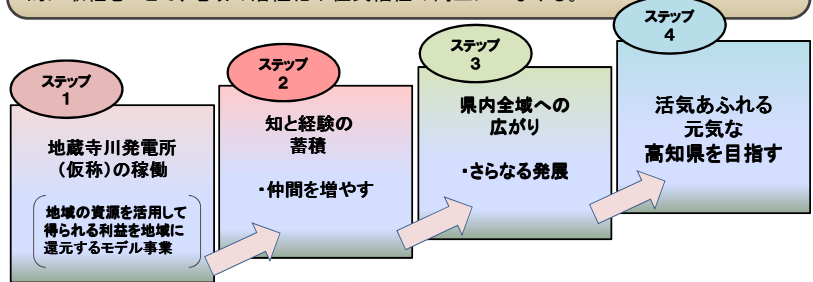 ステップ
1
地蔵寺川発電所
（仮称）の稼働
地域の資源を活用して
得られる利益を地域に
還元するモデル事業
ステップ
2
知と経験の
蓄積
・仲間を増やす
ステップ
3
県内全域への
広がり
・さらなる発展
ステップ
4
活気あふれる
元気な
高知県を目指す